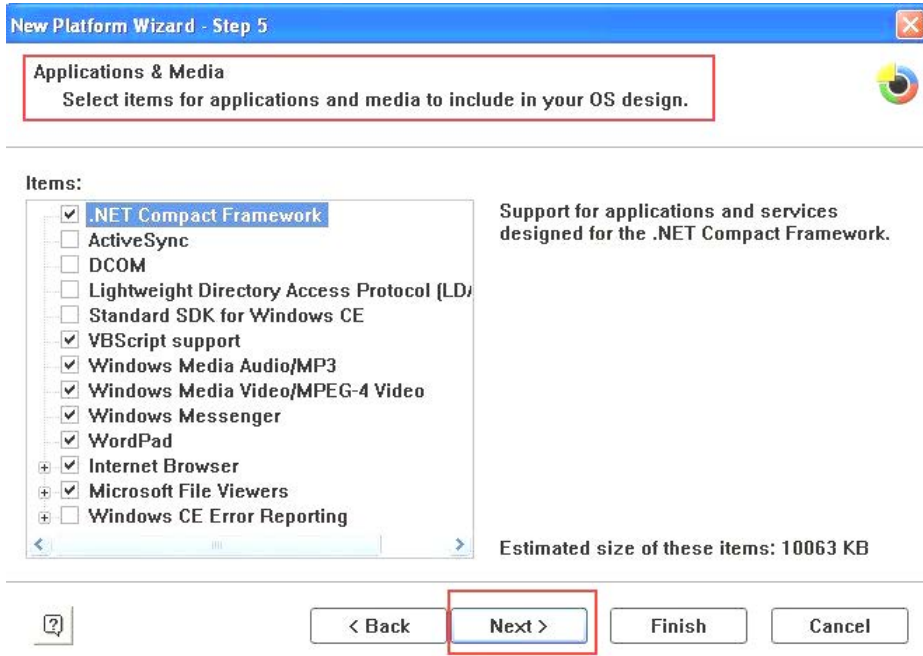 New Platform Wizard - Step 5
Applications & Media
Select items for applications and media to include in your OS design.
Items:
.NET Compact Framework
ActiveSync
DCOM
Lightweight Directory Access Protocol (LDA
Standard SDK for Windows CE
VBScript support
Windows Media Audio/MP3
Windows Media Video/MPEG-4 Video
Windows Messenger
WordPad
Internet Browser
Microsoft File Viewers
Windows CE Error Reporting
Support for applications and services
designed for the .NET Compact Framework.
Estimated size of these items: 10063 KB
< Back Next > Finish Cancel